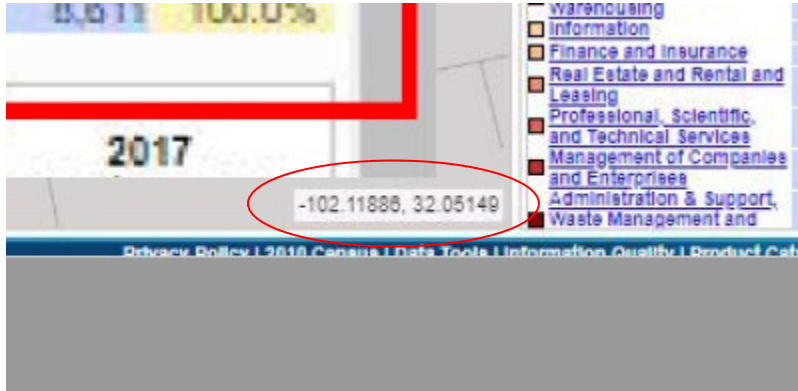 8,611 100.0%
2017
-102.11886, 32.05149
Warehousing
Information
Finance and Insurance
Real Estate and Rental and
Leasing
Professional, Scientific,
and Technical Services
Management of Companies
and Enterprises
Administration & Support,
Waste Management and
Privacy Policy | 2010 Census | Data Tools | Information Quality | Product Cat